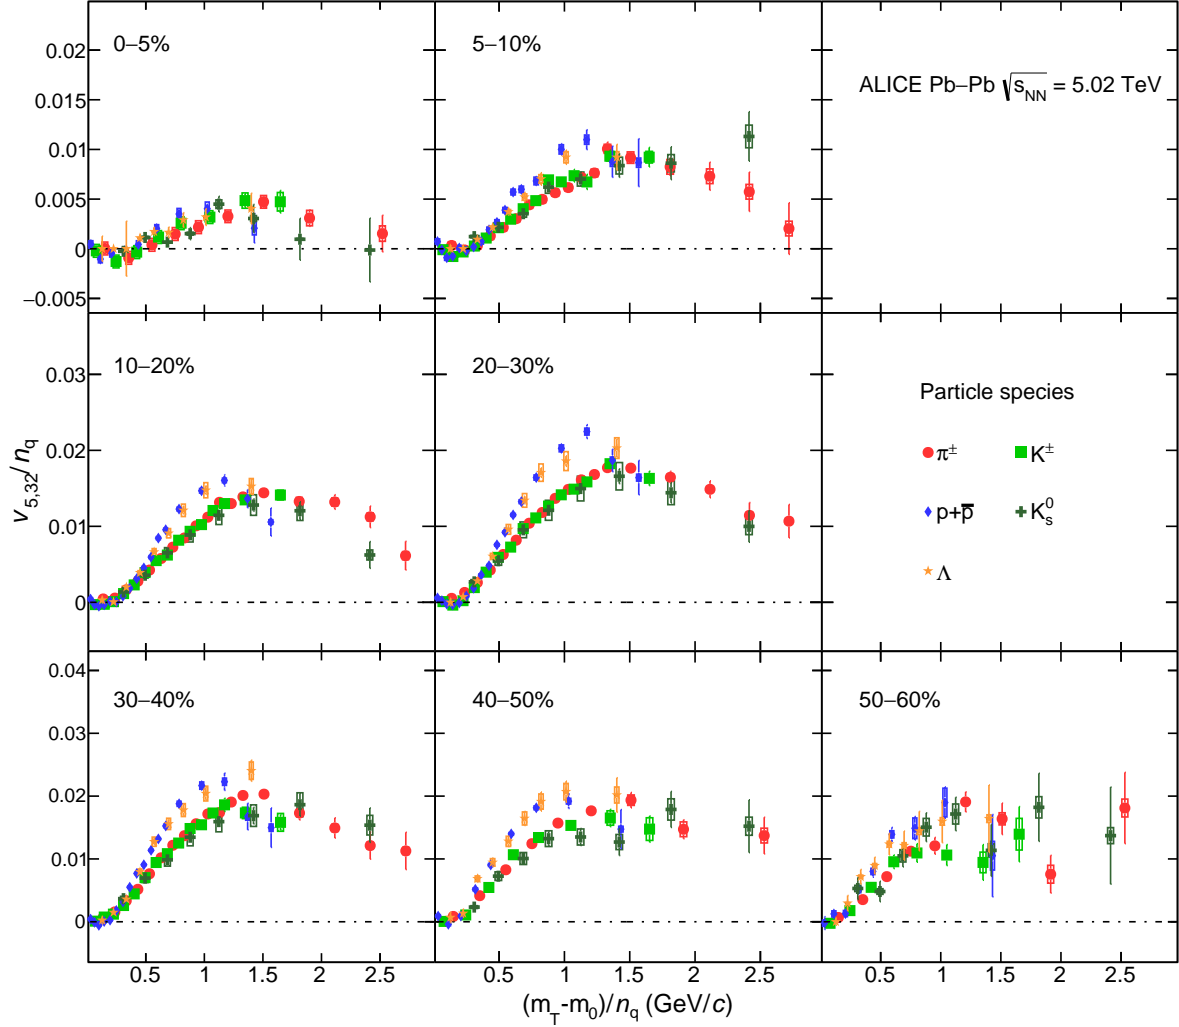 0–5%
5–10%
ALICE Pb–Pb √sNN = 5.02 TeV
0.02
0.015
0.01
0.005
0
−0.005
10–20%
20–30%
Particle species
π±
K±
p+p̅
K0s
Λ
0.03
0.02
0.01
0
v5,32/nq
30–40%
40–50%
50–60%
0.04
0.03
0.02
0.01
0
0.5 1 1.5 2 2.5
0.5 1 1.5 2 2.5
0.5 1 1.5 2 2.5
(mT-m0)/nq (GeV/c)